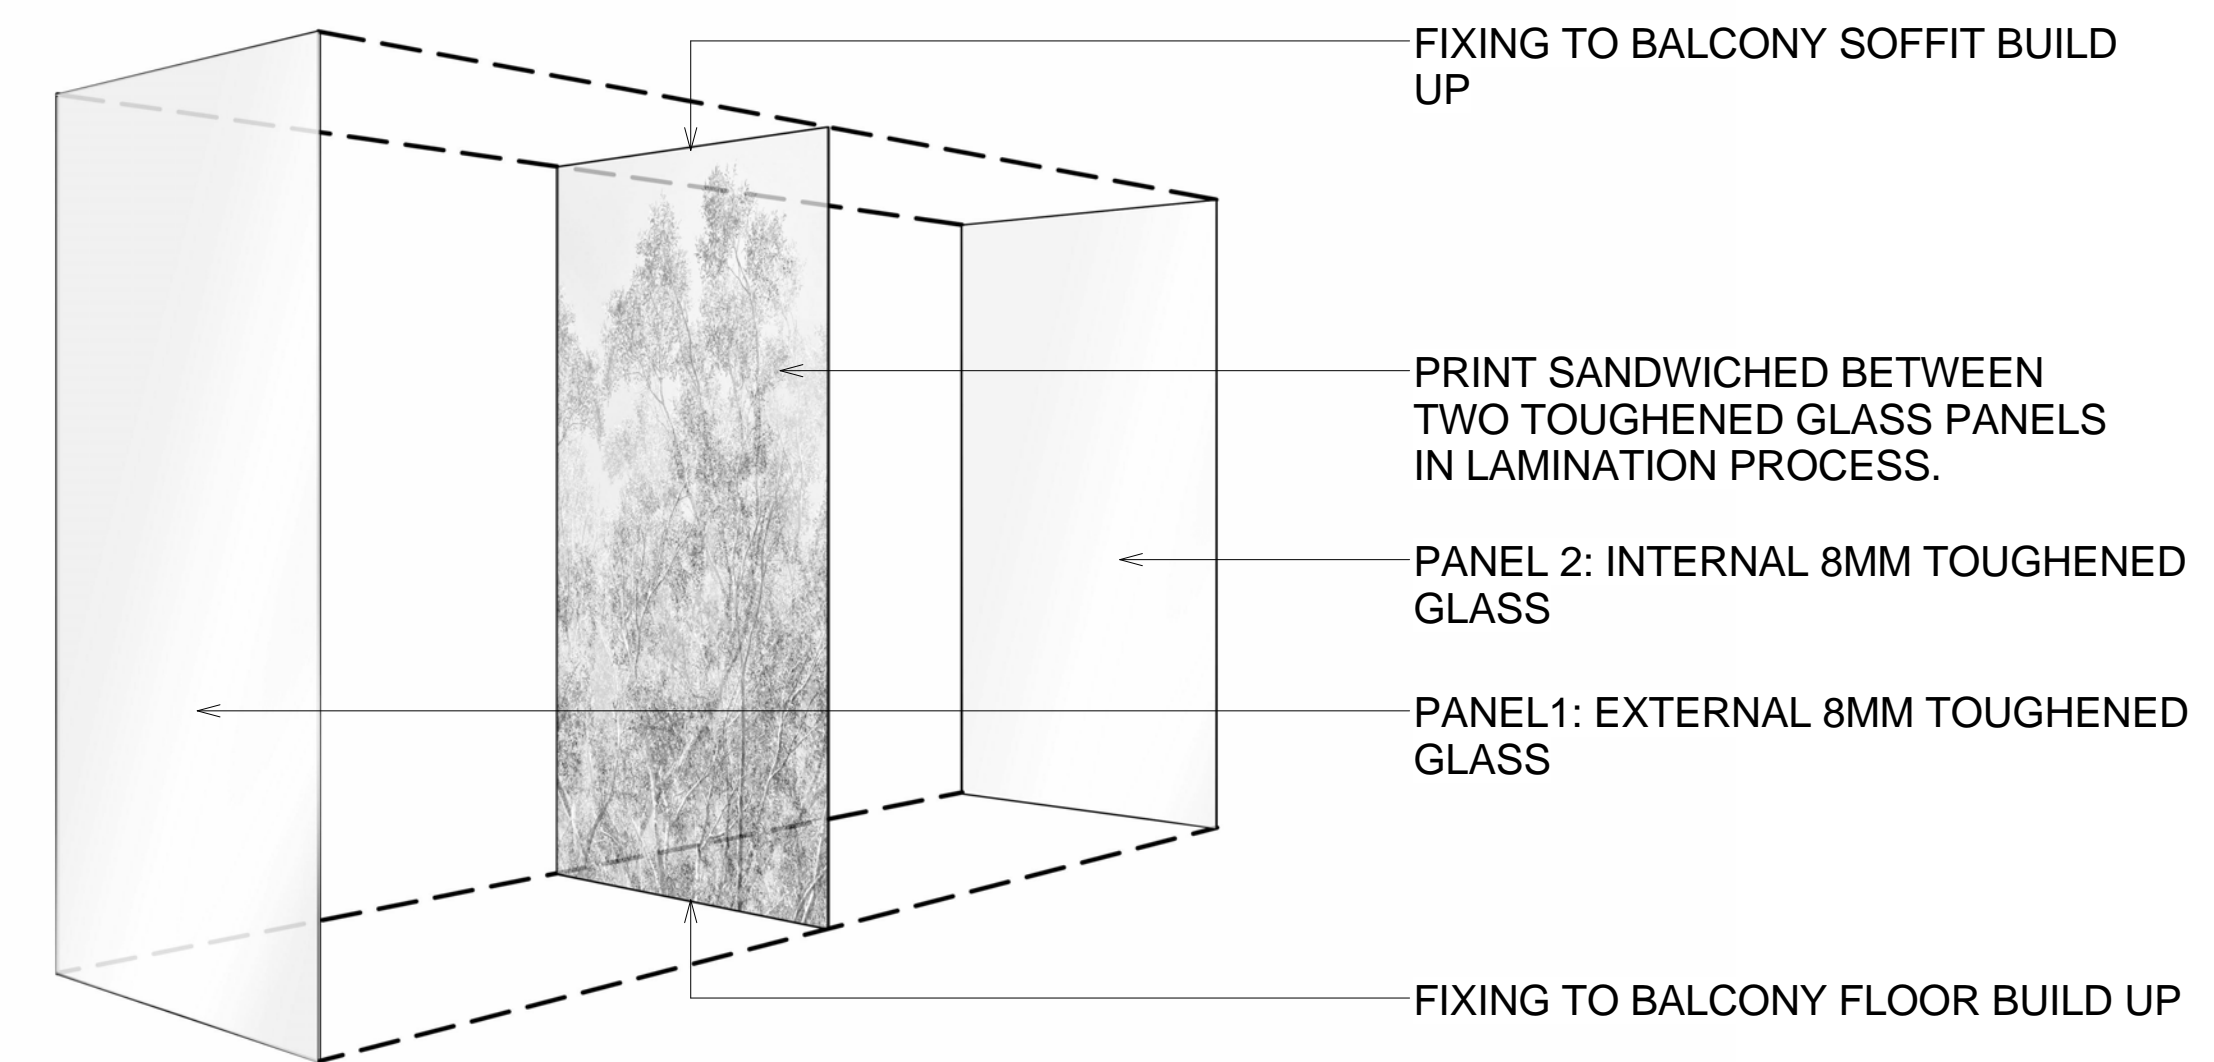 FIXING TO BALCONY SOFFIT BUILD
UP
PRINT SANDWICHED BETWEEN
TWO TOUGHENED GLASS PANELS
IN LAMINATION PROCESS.
PANEL 2: INTERNAL 8MM TOUGHENED
GLASS
PANEL1: EXTERNAL 8MM TOUGHENED
GLASS
FIXING TO BALCONY FLOOR BUILD UP